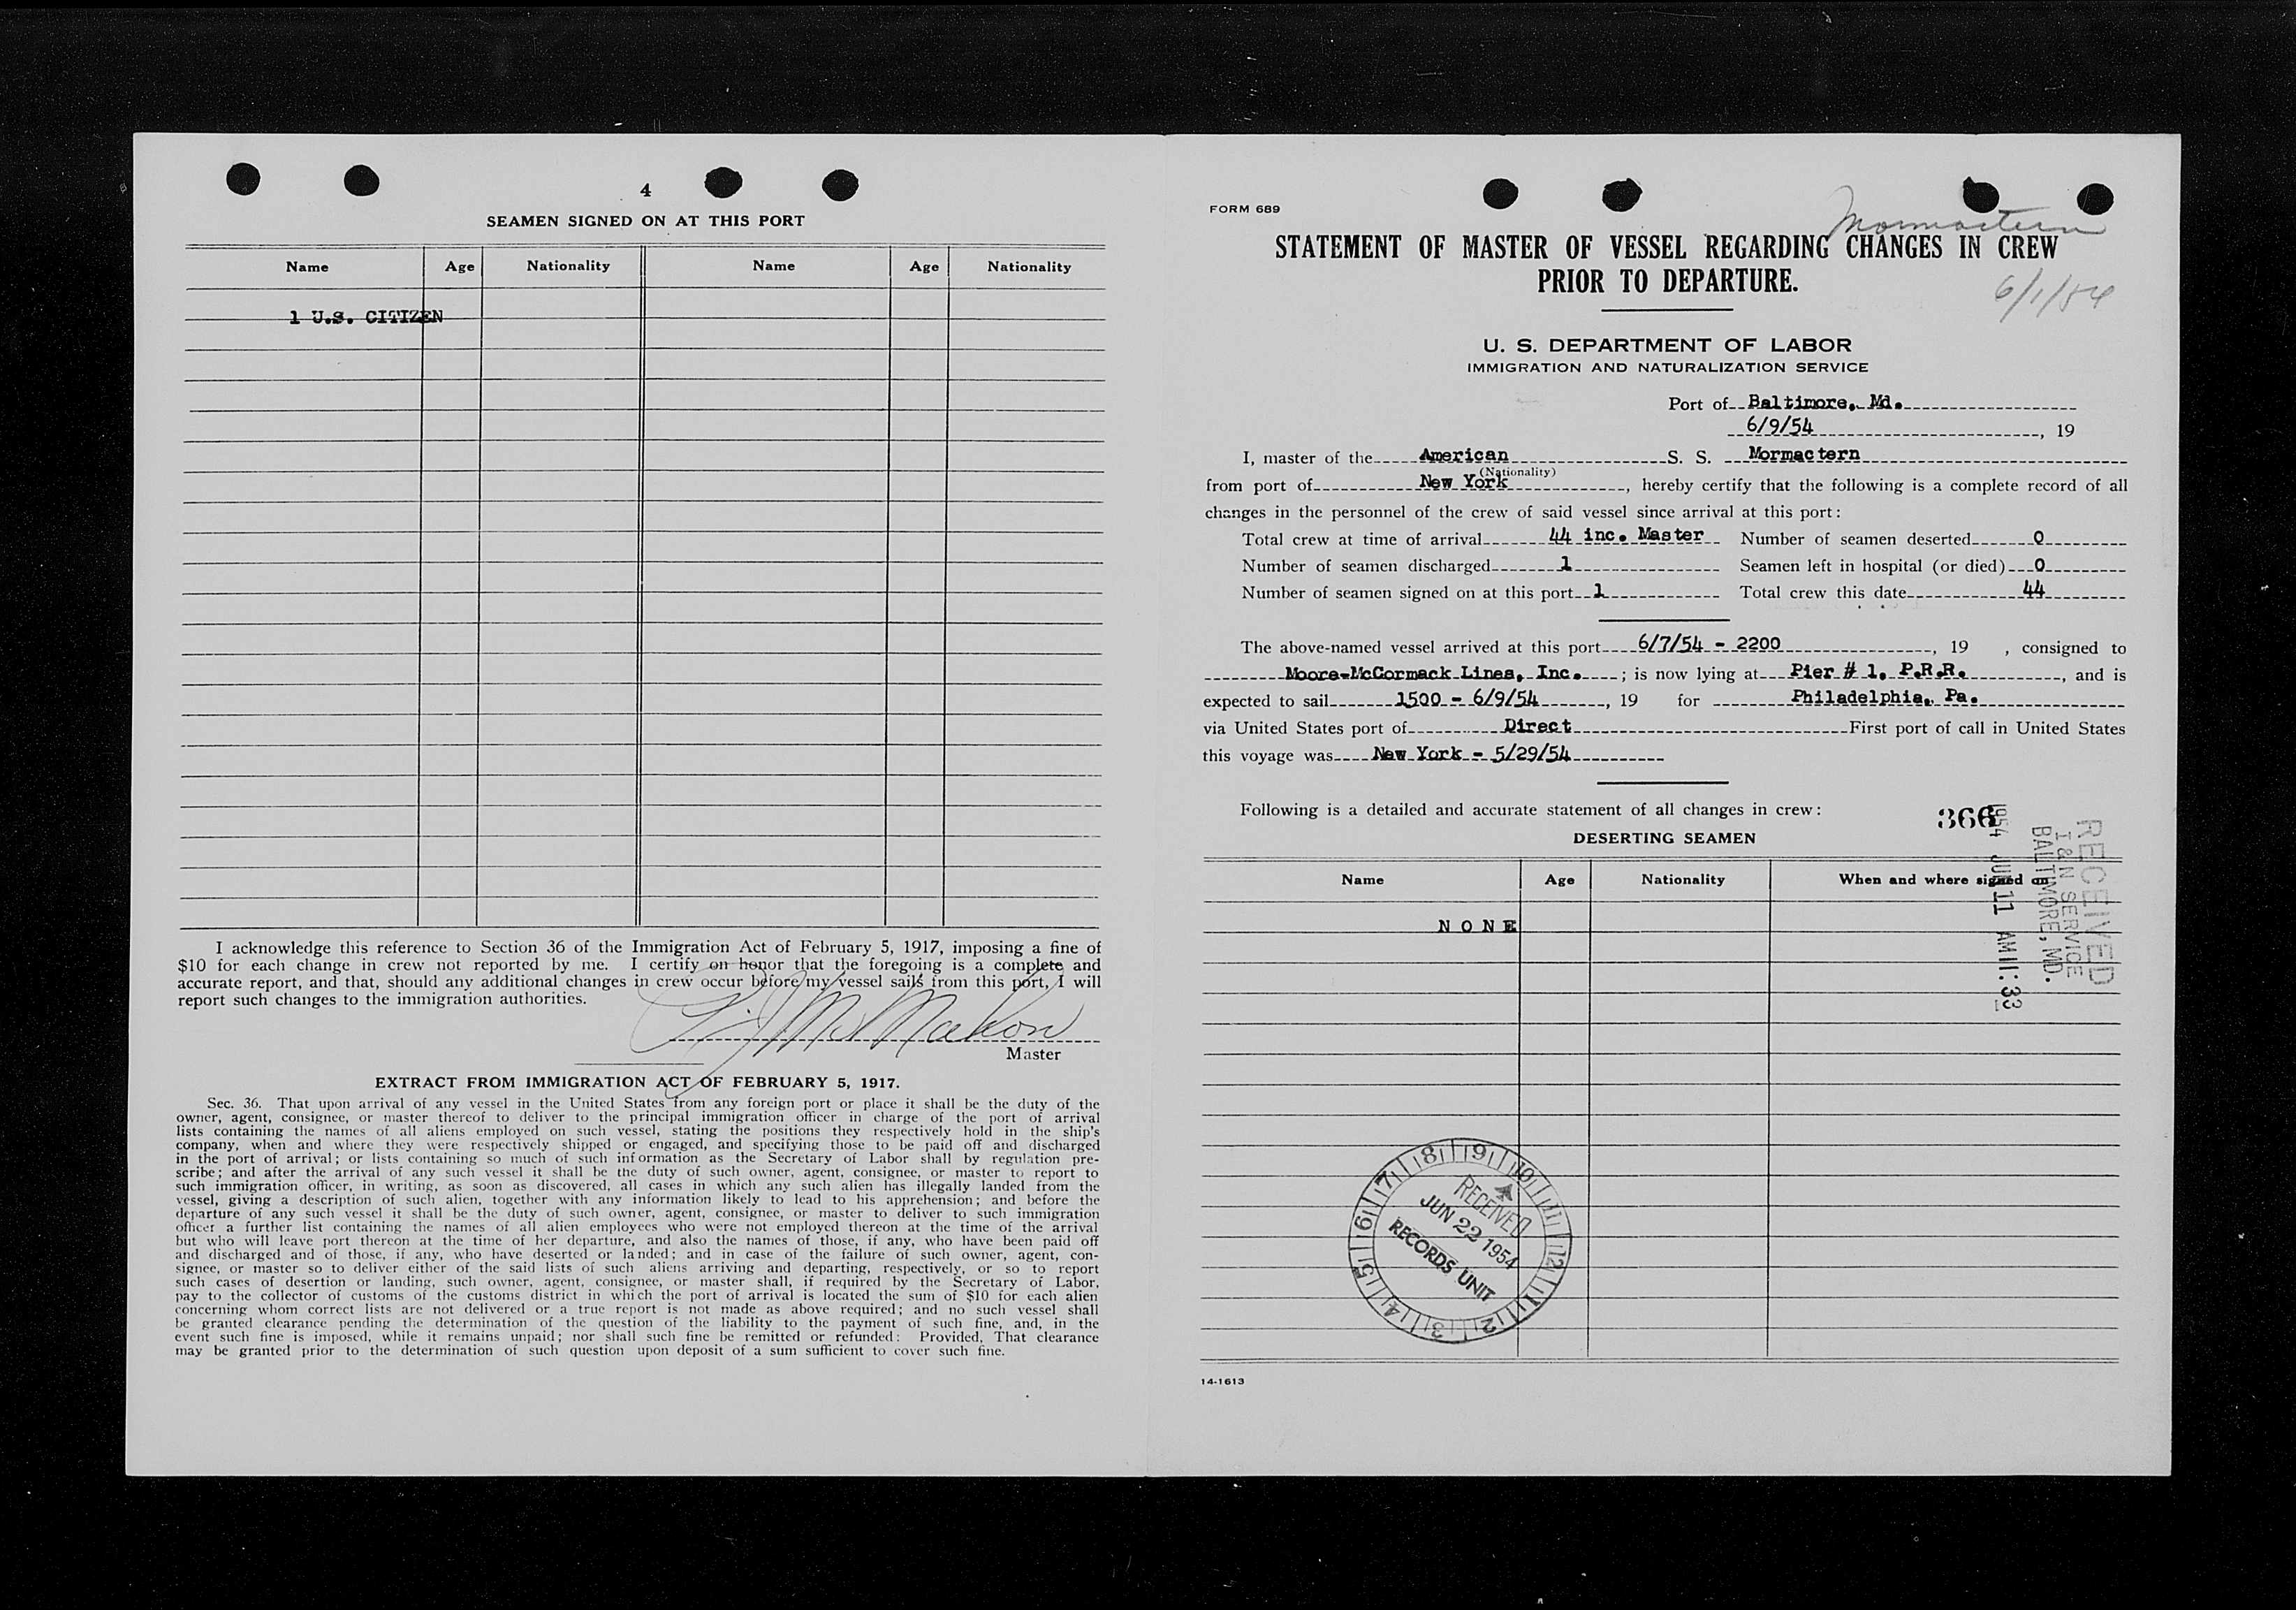 4
SEAMEN SIGNED ON AT THIS PORT
Name Age Nationality Name Age Nationality
1 U.S. CITIZEN
I acknowledge this reference to Section 36 of the Immigration Act of February 5, 1917, imposing a fine of
$10 for each change in crew not reported by me. I certify on honor that the foregoing is a complete and
accurate report, and that, should any additional changes in crew occur before my vessel sails from this port, I will
report such changes to the immigration authorities.
McMahon
Master
EXTRACT FROM IMMIGRATION ACT OF FEBRUARY 5, 1917.
Sec. 36. That upon arrival of any vessel in the United States from any foreign port or place it shall be the duty of the
owner, agent, consignee, or master thereof to deliver to the principal immigration officer in charge of the port of arrival
lists containing the names of all aliens employed on such vessel, stating the positions they respectively hold in the ship's
company, when and where they were respectively shipped or engaged, and specifying those to be paid off and discharged
in the port of arrival; or lists containing so much of such information as the Secretary of Labor shall by regulation pre-
scribe; and after the arrival of any such vessel it shall be the duty of such owner, agent, consignee, or master to report to
such immigration officer, in writing, as soon as discovered, all cases in which any such alien has illegally landed from the
vessel, giving a description of such alien, together with any information likely to lead to his apprehension; and before the
departure of any such vessel it shall be the duty of such owner, agent, consignee, or master to deliver to such immigration
officer a further list containing the names of all alien employees who were not employed thereon at the time of the arrival
but who will leave port thereon at the time of her departure, and also the names of those, if any, who have been paid off
and discharged and of those, if any, who have deserted or landed; and in case of the failure of such owner, agent, con-
signee, or master so to deliver either of the said lists of such aliens arriving and departing, respectively, or so to report
such cases of desertion or landing, such owner, agent, consignee, or master shall, if required by the Secretary of Labor,
pay to the collector of customs of the customs district in which the port of arrival is located the sum of $10 for each alien
concerning whom correct lists are not delivered or a true report is not made as above required; and no such vessel shall
be granted clearance pending the determination of the question of the liability to the payment of such fine, and, in the
event such fine is imposed, while it remains unpaid; nor shall such fine be remitted or refunded: Provided, That clearance
may be granted prior to the determination of such question upon deposit of a sum sufficient to cover such fine.
FORM 689
Mormactern
STATEMENT OF MASTER OF VESSEL REGARDING CHANGES IN CREW
PRIOR TO DEPARTURE.
6/1/54
U. S. DEPARTMENT OF LABOR
IMMIGRATION AND NATURALIZATION SERVICE
Port of Baltimore, Md.
6/9/54, 19
I, master of the American S. S. Mormactern
(Nationality)
from port of New York, hereby certify that the following is a complete record of all
changes in the personnel of the crew of said vessel since arrival at this port:
Total crew at time of arrival 44 inc. Master Number of seamen deserted 0
Number of seamen discharged 1 Seamen left in hospital (or died) 0
Number of seamen signed on at this port 1 Total crew this date 44
The above-named vessel arrived at this port 6/7/54 - 2200, 19 , consigned to
Moore-McCormack Lines, Inc. ; is now lying at Pier # 1, P.R.R. , and is
expected to sail 1500 - 6/9/54, 19 for Philadelphia, Pa.
via United States port of Direct First port of call in United States
this voyage was New York - 5/29/54
Following is a detailed and accurate statement of all changes in crew:
366
DESERTING SEAMEN
Name Age Nationality When and where signed on
NONE
RECEIVED
I & N SERVICE
BALTIMORE, MD.
1954 JUN 11 AM 11:33
8 9 10 11 12 1 2 3 4 5 6 7
RECEIVED
JUN 22 1954
RECORDS UNIT
14-1613